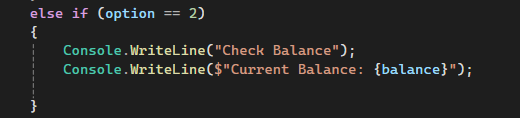 else if (option == 2)
{
Console.WriteLine("Check Balance");
Console.WriteLine($"Current Balance: {balance}");
}